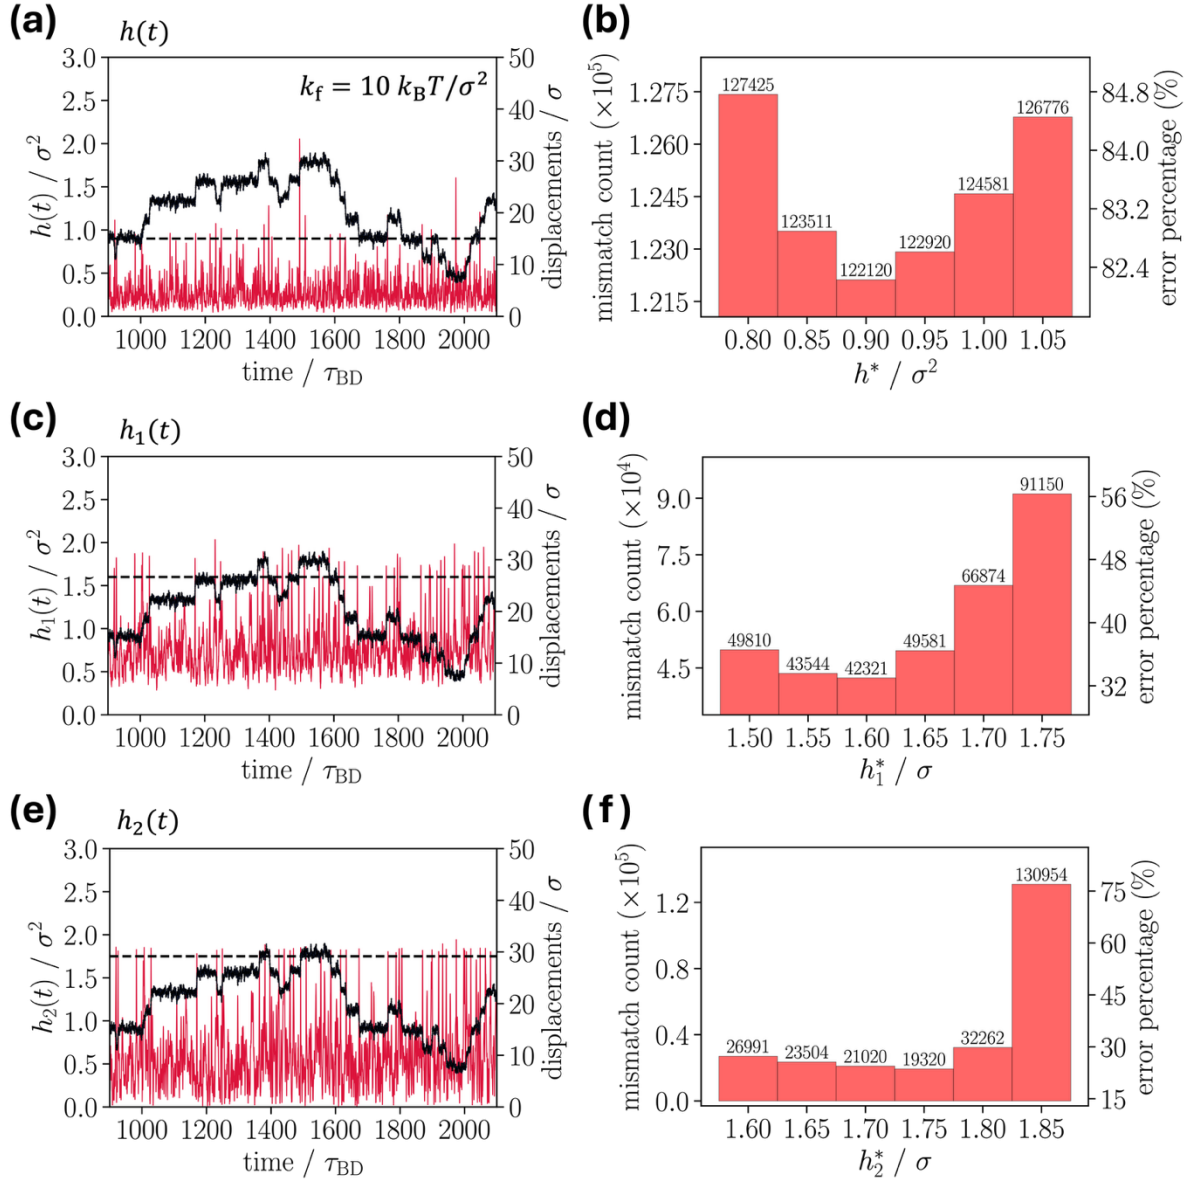 (a)
h(t)
k_f = 10 k_BT/σ²
3.0
2.5
2.0
1.5
1.0
0.5
0.0
h(t) / σ²
50
40
30
20
10
0
displacements / σ
1000 1200 1400 1600 1800 2000
time / τ_BD
(b)
1.275
1.260
1.245
1.230
1.215
mismatch count (×10⁵)
127425
123511
122120
122920
124581
126776
84.8
84.0
83.2
82.4
error percentage (%)
0.80 0.85 0.90 0.95 1.00 1.05
h* / σ²
(c)
h₁(t)
3.0
2.5
2.0
1.5
1.0
0.5
0.0
h₁(t) / σ²
50
40
30
20
10
0
displacements / σ
1000 1200 1400 1600 1800 2000
time / τ_BD
(d)
9.0
7.5
6.0
4.5
mismatch count (×10⁴)
49810
43544
42321
49581
66874
91150
56
48
40
32
error percentage (%)
1.50 1.55 1.60 1.65 1.70 1.75
h₁* / σ
(e)
h₂(t)
3.0
2.5
2.0
1.5
1.0
0.5
0.0
h₂(t) / σ²
50
40
30
20
10
0
displacements / σ
1000 1200 1400 1600 1800 2000
time / τ_BD
(f)
1.2
0.8
0.4
0.0
mismatch count (×10⁵)
26991
23504
21020
19320
32262
130954
75
60
45
30
15
error percentage (%)
1.60 1.65 1.70 1.75 1.80 1.85
h₂* / σ